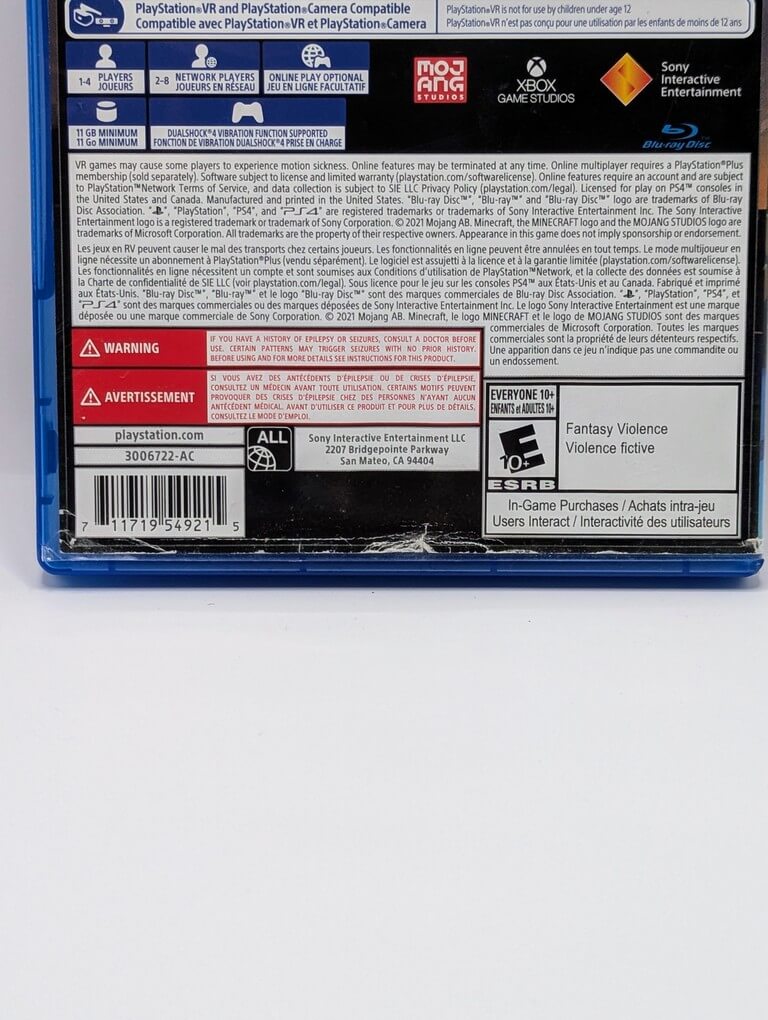 PlayStation®VR and PlayStation®Camera Compatible
Compatible avec PlayStation®VR et PlayStation®Camera
PlayStation®VR is not for use by children under age 12
PlayStation®VR n'est pas conçu pour une utilisation par les enfants de moins de 12 ans
1-4 PLAYERS
JOUEURS
2-8 NETWORK PLAYERS
JOUEURS EN RÉSEAU
ONLINE PLAY OPTIONAL
JEU EN LIGNE FACULTATIF
11 GB MINIMUM
11 Go MINIMUM
DUALSHOCK®4 VIBRATION FUNCTION SUPPORTED
FONCTION DE VIBRATION DUALSHOCK®4 PRISE EN CHARGE
MOJ
ANG
STUDIOS
XBOX
GAME STUDIOS
Sony
Interactive
Entertainment
Blu-ray Disc™
VR games may cause some players to experience motion sickness. Online features may be terminated at any time. Online multiplayer requires a PlayStation®Plus
membership (sold separately). Software subject to license and limited warranty (playstation.com/softwarelicense). Online features require an account and are subject
to PlayStation™Network Terms of Service, and data collection is subject to SIE LLC Privacy Policy (playstation.com/legal). Licensed for play on PS4™ consoles in
the United States and Canada. Manufactured and printed in the United States. "Blu-ray Disc™", "Blu-ray™" and "Blu-ray Disc™" logo are trademarks of Blu-ray
Disc Association. "PS", "PlayStation", "PS4", and "PS4" are registered trademarks or trademarks of Sony Interactive Entertainment Inc. The Sony Interactive
Entertainment logo is a registered trademark or trademark of Sony Corporation. © 2021 Mojang AB. Minecraft, the MINECRAFT logo and the MOJANG STUDIOS logo are
trademarks of Microsoft Corporation. All trademarks are the property of their respective owners. Appearance in this game does not imply sponsorship or endorsement.
Les jeux en RV peuvent causer le mal des transports chez certains joueurs. Les fonctionnalités en ligne peuvent être annulées en tout temps. Le mode multijoueur en
ligne nécessite un abonnement à PlayStation®Plus (vendu séparément). Le logiciel est assujetti à la licence et à la garantie limitée (playstation.com/softwarelicense).
Les fonctionnalités en ligne nécessitent un compte et sont soumises aux Conditions d'utilisation de PlayStation™Network, et la collecte des données est soumise à
la Charte de confidentialité de SIE LLC (voir playstation.com/legal). Sous licence pour le jeu sur les consoles PS4™ aux États-Unis et au Canada. Fabriqué et imprimé
aux États-Unis. "Blu-ray Disc™", "Blu-ray™" et le logo "Blu-ray Disc™" sont des marques commerciales de Blu-ray Disc Association. "PS", "PlayStation", "PS4", et
"PS4" sont des marques commerciales ou des marques déposées de Sony Interactive Entertainment Inc. Le logo Sony Interactive Entertainment est une marque
déposée ou une marque commerciale de Sony Corporation. © 2021 Mojang AB. Minecraft, le logo MINECRAFT et le logo de MOJANG STUDIOS sont des marques
commerciales de Microsoft Corporation. Toutes les marques
commerciales sont la propriété de leurs détenteurs respectifs.
Une apparition dans ce jeu n'indique pas une commandite ou
un endossement.
WARNING
IF YOU HAVE A HISTORY OF EPILEPSY OR SEIZURES, CONSULT A DOCTOR BEFORE
USE. CERTAIN PATTERNS MAY TRIGGER SEIZURES WITH NO PRIOR HISTORY.
BEFORE USING AND FOR MORE DETAILS SEE INSTRUCTIONS FOR THIS PRODUCT.
AVERTISSEMENT
SI VOUS AVEZ DES ANTÉCÉDENTS D'ÉPILEPSIE OU DE CRISES D'ÉPILEPSIE,
CONSULTEZ UN MÉDECIN AVANT TOUTE UTILISATION. CERTAINS MOTIFS PEUVENT
PROVOQUER DES CRISES D'ÉPILEPSIE CHEZ DES PERSONNES N'AYANT AUCUN
ANTÉCÉDENT MÉDICAL. AVANT D'UTILISER CE PRODUIT ET POUR PLUS DE DÉTAILS,
CONSULTEZ LE MODE D'EMPLOI.
playstation.com
3006722-AC
ALL
Sony Interactive Entertainment LLC
2207 Bridgepointe Parkway
San Mateo, CA 94404
7 11719 54921 5
EVERYONE 10+
ENFANTS et ADULTES 10+
E
10+
ESRB
Fantasy Violence
Violence fictive
In-Game Purchases / Achats intra-jeu
Users Interact / Interactivité des utilisateurs